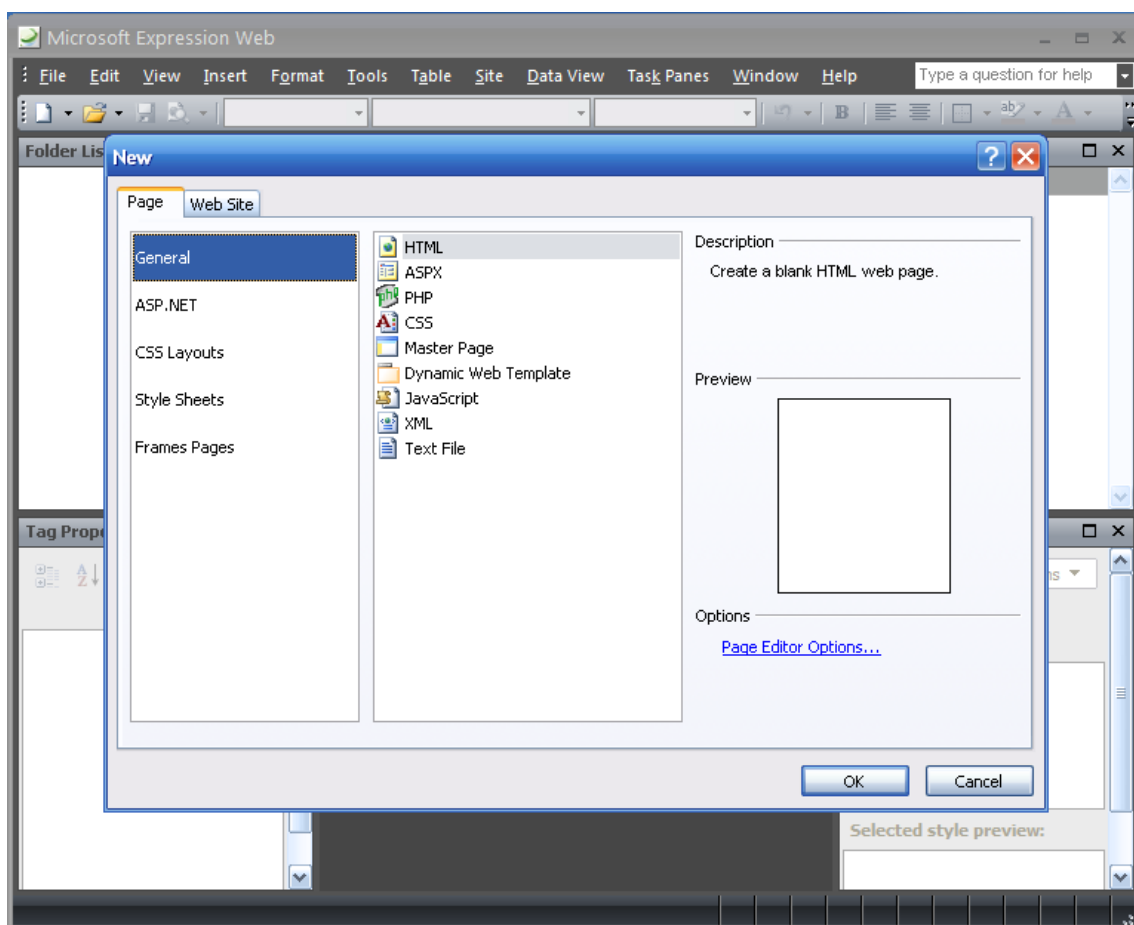 Microsoft Expression Web
File Edit View Insert Format Tools Table Site Data View Task Panes Window Help Type a question for help
B ab A
Folder Lis
New
Page Web Site
General
ASP.NET
CSS Layouts
Style Sheets
Frames Pages
HTML
ASPX
PHP
CSS
Master Page
Dynamic Web Template
JavaScript
XML
Text File
Description
Create a blank HTML web page.
Preview
Options
Page Editor Options...
OK Cancel
Tag Prope
A
Z
ns
Selected style preview: